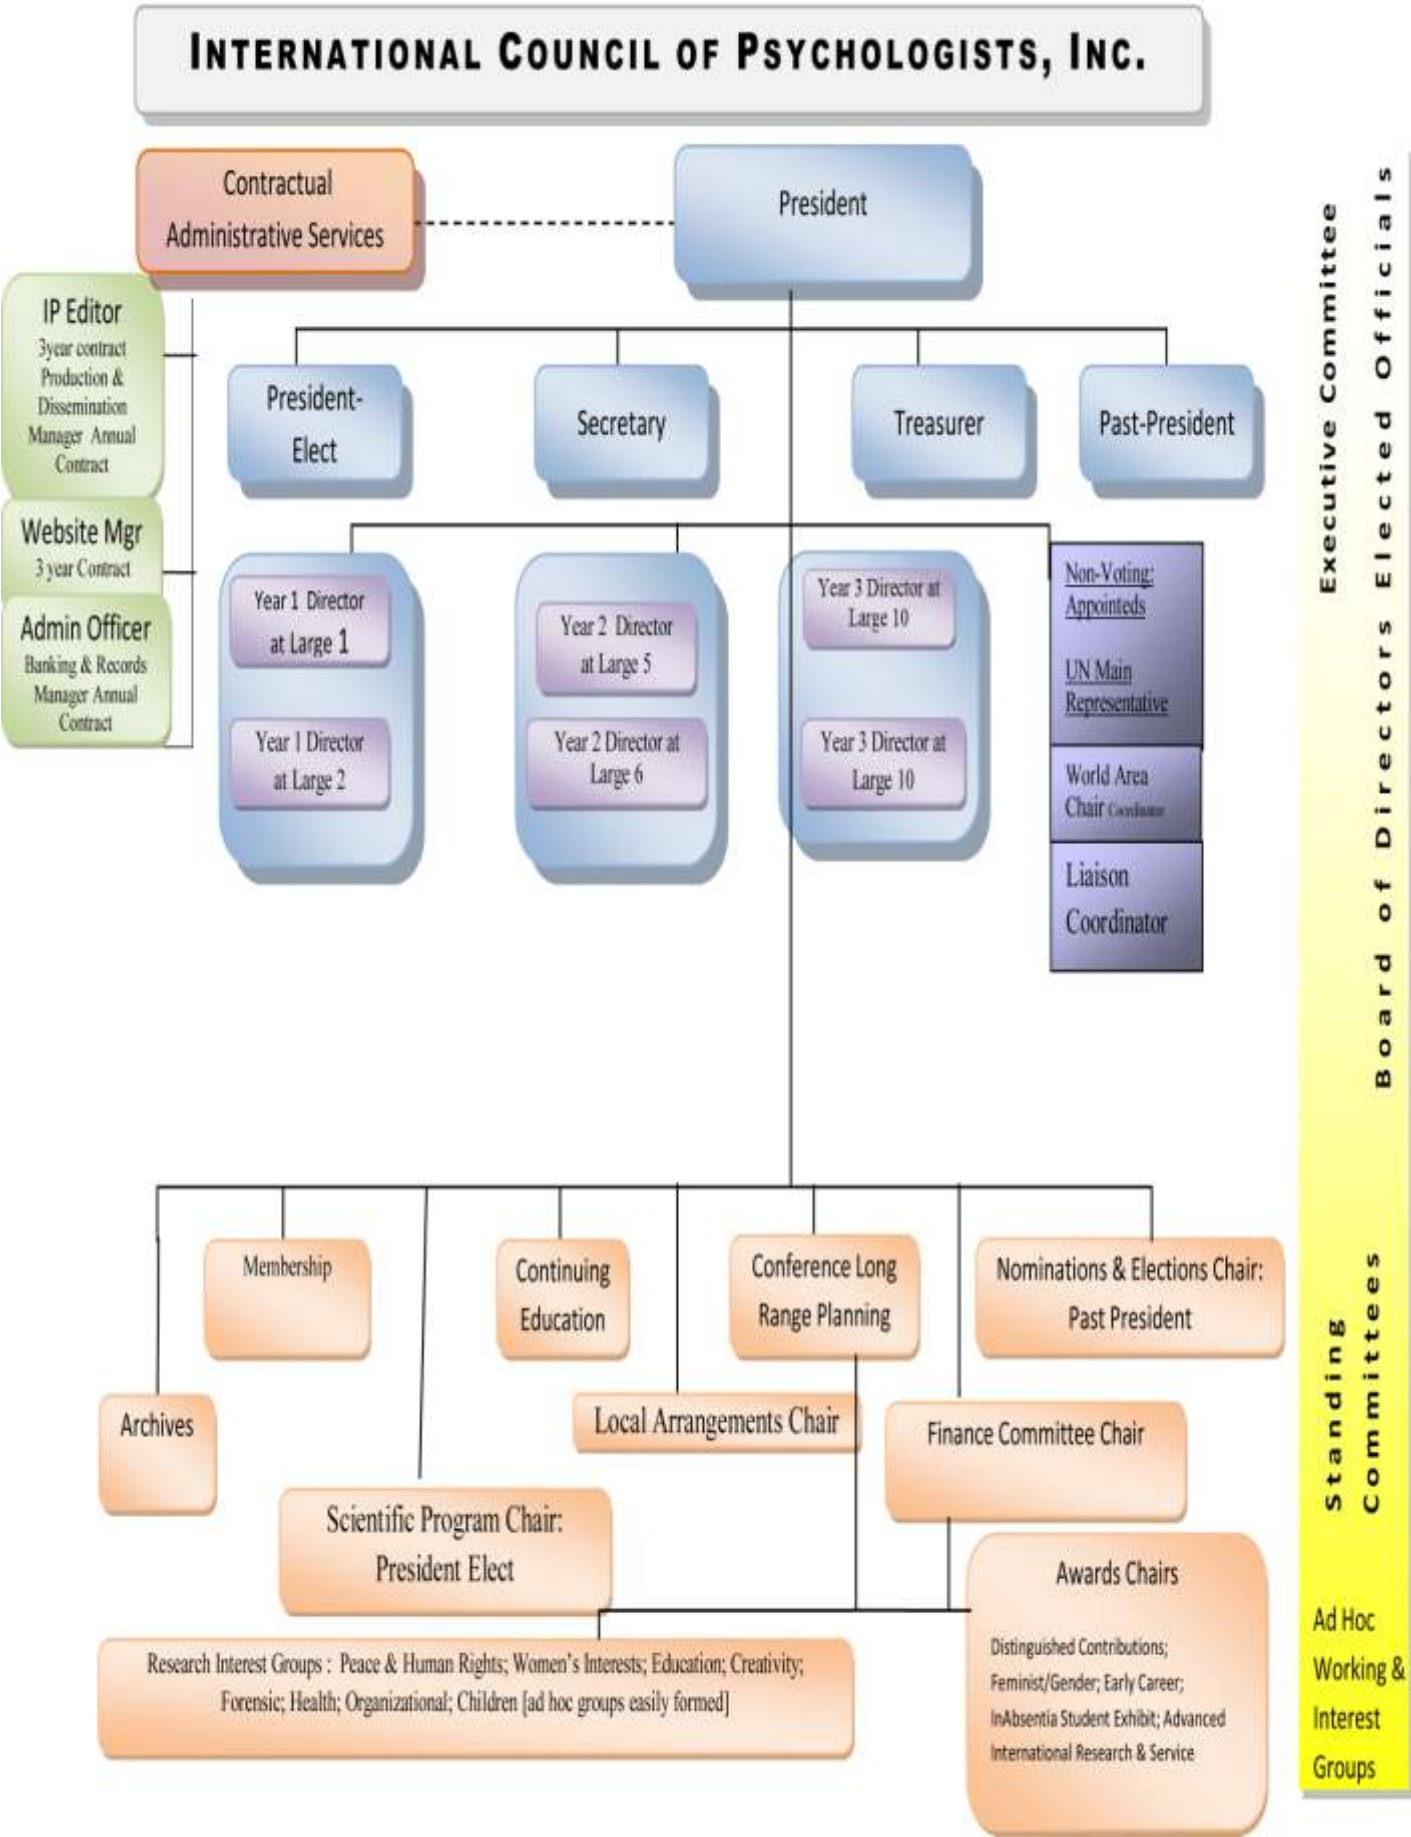 INTERNATIONAL COUNCIL OF PSYCHOLOGISTS, INC.
Contractual
Administrative Services
President
IP Editor
3year contract
Production &
Dissemination
Manager Annual
Contract
Website Mgr
3 year Contract
Admin Officer
Banking & Records
Manager Annual
Contract
President-
Elect
Secretary
Treasurer
Past-President
Year 1 Director
at Large 1
Year 1 Director
at Large 2
Year 2 Director
at Large 5
Year 2 Director at
Large 6
Year 3 Director at
Large 10
Year 3 Director at
Large 10
Non-Voting:
Appointeds
UN Main
Representative
World Area
Chair Coordinator
Liaison
Coordinator
Executive Committee
Board of Directors Elected Officials
Membership
Continuing
Education
Conference Long
Range Planning
Nominations & Elections Chair:
Past President
Archives
Local Arrangements Chair
Finance Committee Chair
Scientific Program Chair:
President Elect
Awards Chairs
Distinguished Contributions;
Feminist/Gender; Early Career;
InAbsentia Student Exhibit; Advanced
International Research & Service
Research Interest Groups : Peace & Human Rights; Women's Interests; Education; Creativity;
Forensic; Health; Organizational; Children [ad hoc groups easily formed]
Standing
Committees
Ad Hoc
Working &
Interest
Groups